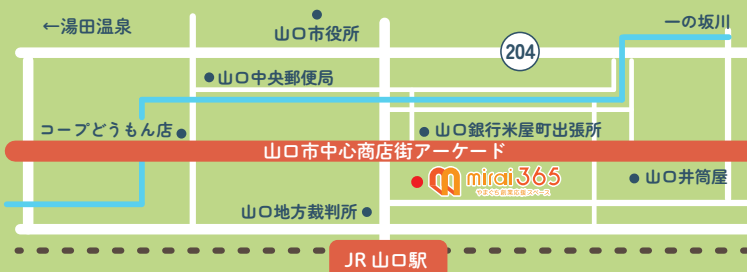 ←湯田温泉
山口市役所
一の坂川
204
山口中央郵便局
コープどうもん店
山口銀行米屋町出張所
山口市中心商店街アーケード
mirai365
やまぐち創業応援スペース
山口井筒屋
山口地方裁判所
JR 山口駅